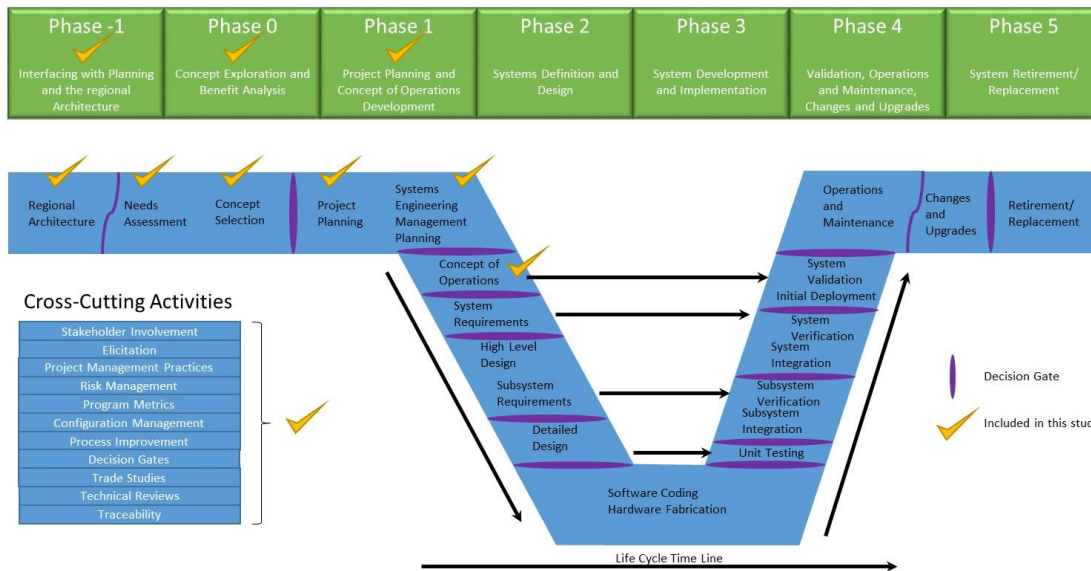 Phase -1
Interfacing with Planning
and the regional
Architecture
Phase 0
Concept Exploration and
Benefit Analysis
Phase 1
Project Planning and
Concept of Operations
Development
Phase 2
Systems Definition and
Design
Phase 3
System Development
and Implementation
Phase 4
Validation, Operations
and Maintenance,
Changes and Upgrades
Phase 5
System Retirement/
Replacement
Regional
Architecture
Needs
Assessment
Concept
Selection
Project
Planning
Systems
Engineering
Management
Planning
Concept of
Operations
System
Requirements
High Level
Design
Subsystem
Requirements
Detailed
Design
Software Coding
Hardware Fabrication
Operations
and
Maintenance
Changes
and
Upgrades
Retirement/
Replacement
System
Validation
Initial Deployment
System
Verification
System
Integration
Subsystem
Verification
Subsystem
Integration
Unit Testing
Cross-Cutting Activities
Stakeholder Involvement
Elicitation
Project Management Practices
Risk Management
Program Metrics
Configuration Management
Process Improvement
Decision Gates
Trade Studies
Technical Reviews
Traceability
Decision Gate
Included in this stud
Life Cycle Time Line